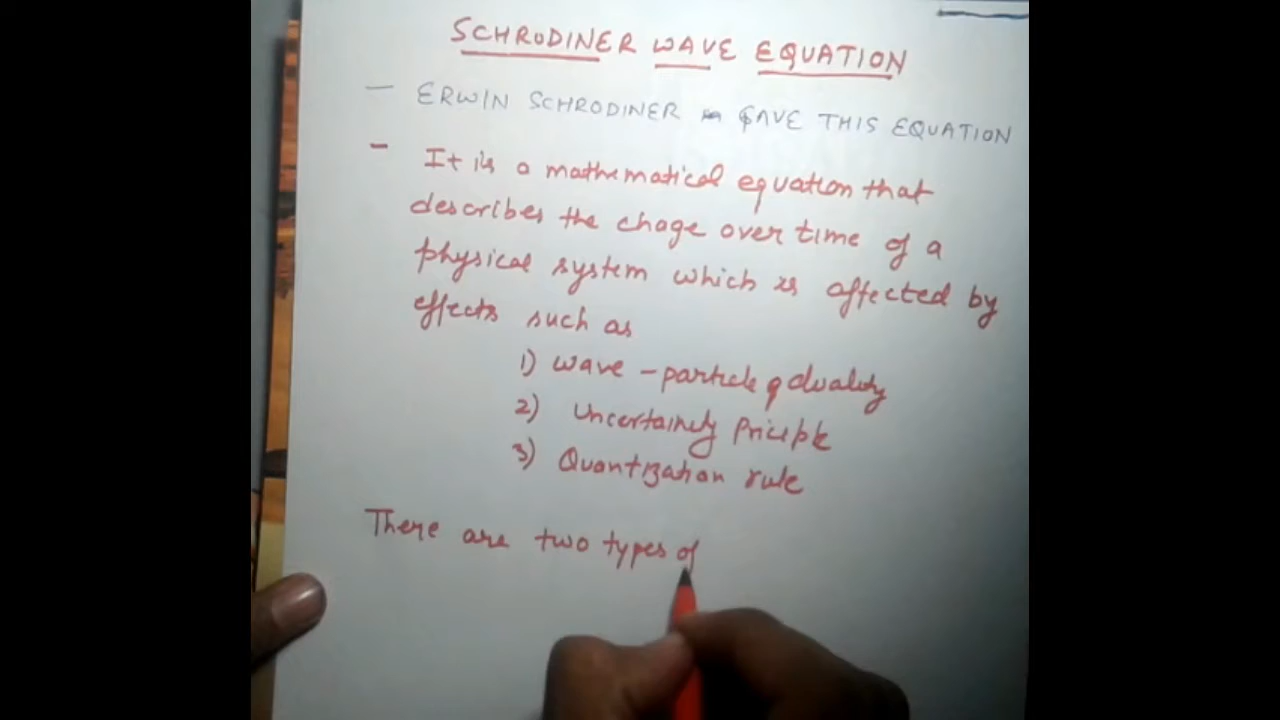 SCHRODINER WAVE EQUATION
– ERWIN SCHRODINER GAVE THIS EQUATION
- It is a mathematical equation that
describes the chage over time of a
physical system which is affected by
effects such as
1) wave - particle duality
2) Uncertainety Priciple
3) Quantization rule
There are two types of